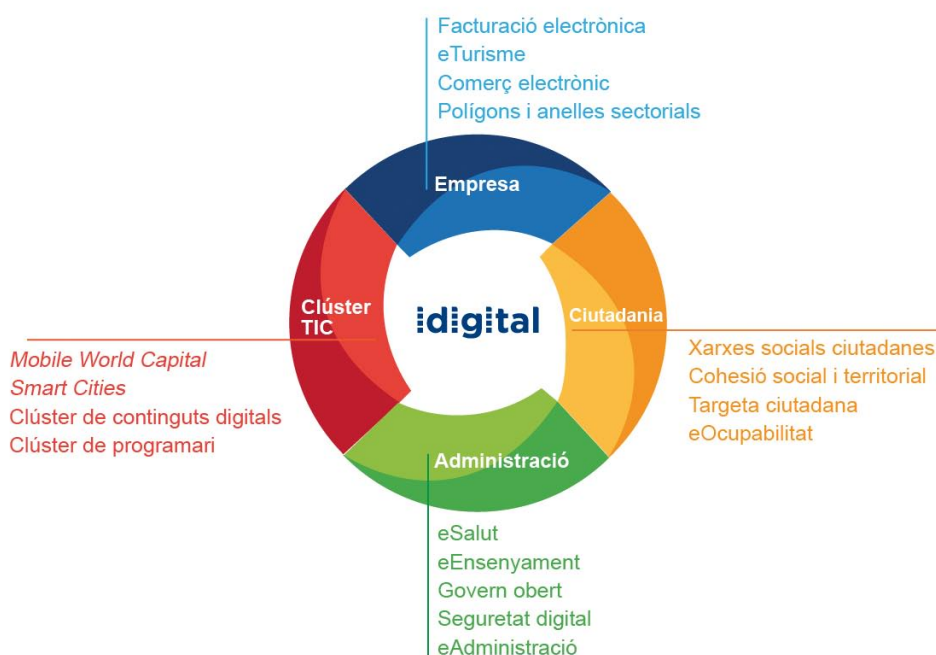 Facturació electrònica
eTurisme
Comerç electrònic
Polígons i anelles sectorials
Empresa
Clúster
TIC
idigital
Ciutadania
Mobile World Capital
Smart Cities
Clúster de continguts digitals
Clúster de programari
Xarxes socials ciutadanes
Cohesió social i territorial
Targeta ciutadana
eOcupabilitat
Administració
eSalut
eEnsenyament
Govern obert
Seguretat digital
eAdministració